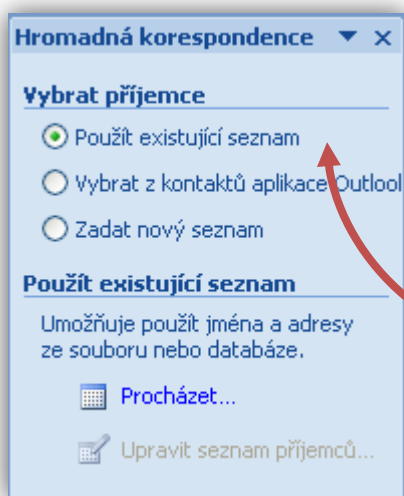 Hromadná korespondence
Vybrat příjemce
Použít existující seznam
Vybrat z kontaktů aplikace Outlool
Zadat nový seznam
Použít existující seznam
Umožňuje použít jména a adresy
ze souboru nebo databáze.
Procházet...
Upravit seznam příjemců...